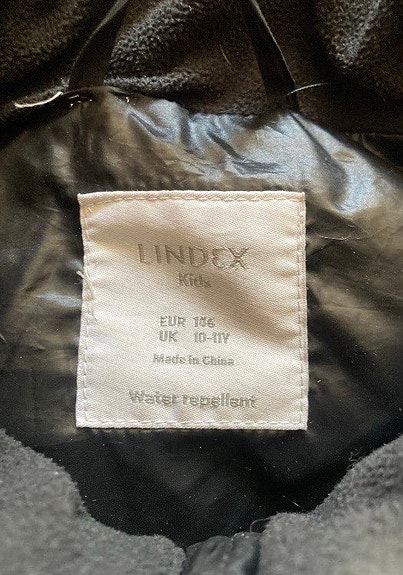 LINDEX
Kids
EUR 146
UK 10-11Y
Made in China
Water repellent